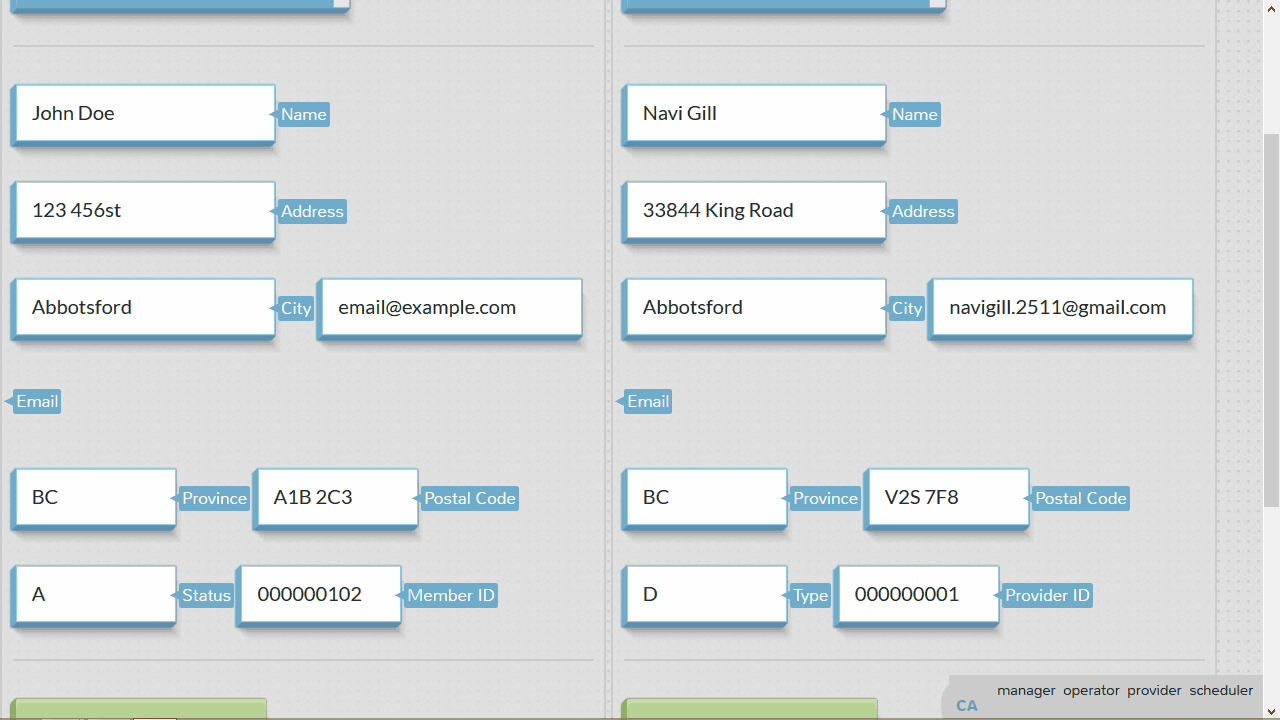 John Doe
Name
123 456st
Address
Abbotsford
City
email@example.com
Email
BC
Province
A1B 2C3
Postal Code
A
Status
000000102
Member ID
Navi Gill
Name
33844 King Road
Address
Abbotsford
City
navigill.2511@gmail.com
Email
BC
Province
V2S 7F8
Postal Code
D
Type
000000001
Provider ID
manager operator provider scheduler
CA